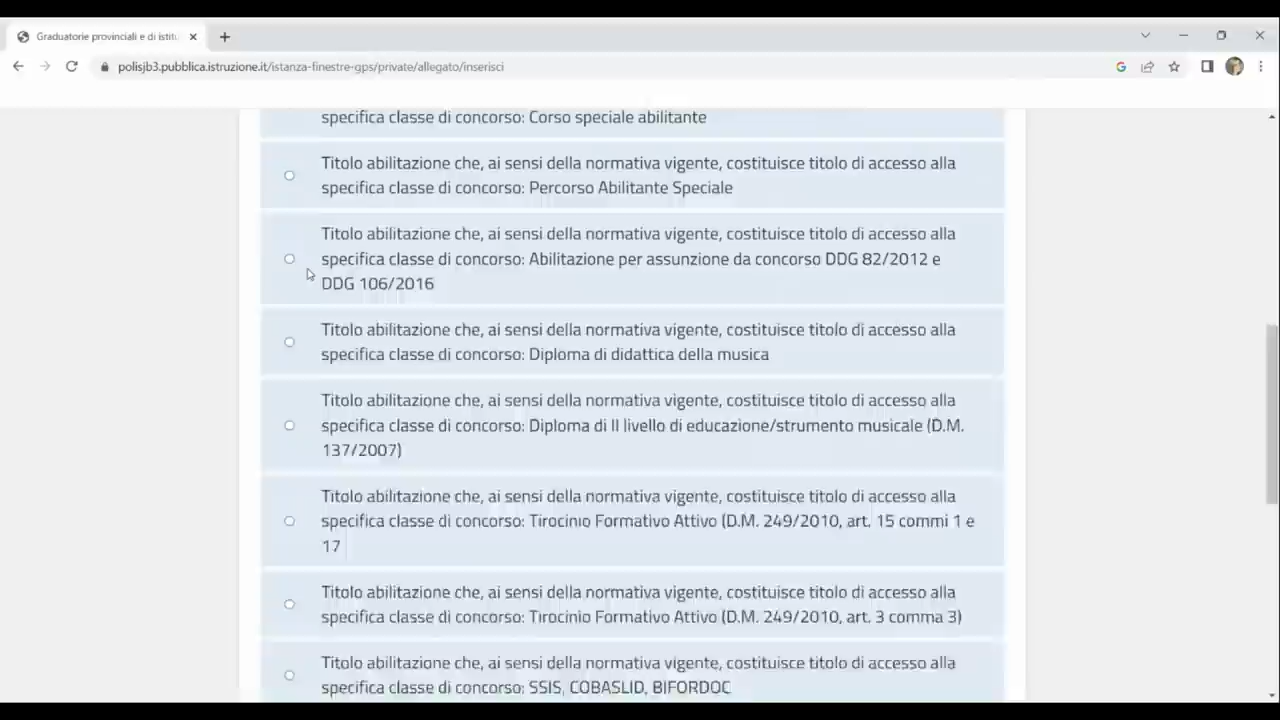 Graduatorie provinciali e di istitu
polisjb3.pubblica.istruzione.it/istanza-finestre-gps/private/allegato/inserisci
specifica classe di concorso: Corso speciale abilitante
Titolo abilitazione che, ai sensi della normativa vigente, costituisce titolo di accesso alla
specifica classe di concorso: Percorso Abilitante Speciale
Titolo abilitazione che, ai sensi della normativa vigente, costituisce titolo di accesso alla
specifica classe di concorso: Abilitazione per assunzione da concorso DDG 82/2012 e
DDG 106/2016
Titolo abilitazione che, ai sensi della normativa vigente, costituisce titolo di accesso alla
specifica classe di concorso: Diploma di didattica della musica
Titolo abilitazione che, ai sensi della normativa vigente, costituisce titolo di accesso alla
specifica classe di concorso: Diploma di II livello di educazione/strumento musicale (D.M.
137/2007)
Titolo abilitazione che, ai sensi della normativa vigente, costituisce titolo di accesso alla
specifica classe di concorso: Tirocinio Formativo Attivo (D.M. 249/2010, art. 15 commi 1 e
17
Titolo abilitazione che, ai sensi della normativa vigente, costituisce titolo di accesso alla
specifica classe di concorso: Tirocinio Formativo Attivo (D.M. 249/2010, art. 3 comma 3)
Titolo abilitazione che, ai sensi della normativa vigente, costituisce titolo di accesso alla
specifica classe di concorso: SSIS, COBASLID, BIFORDOC